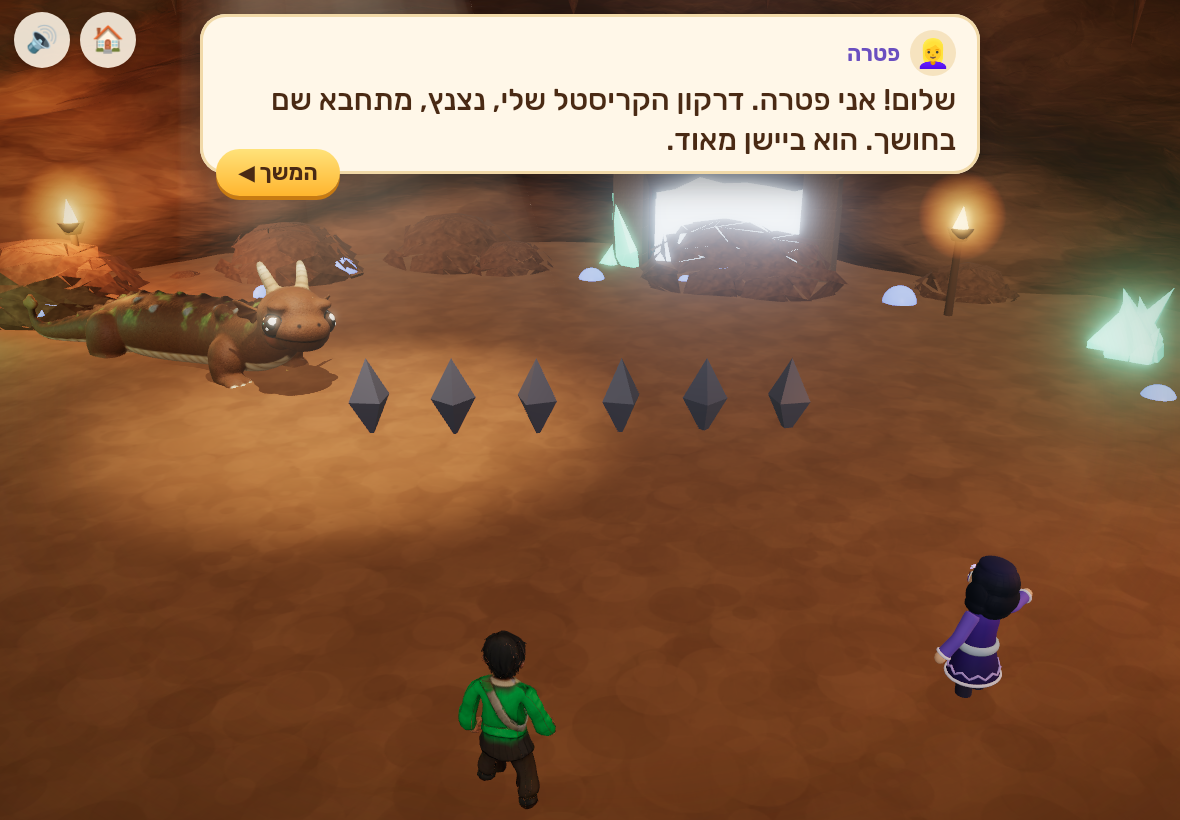 פטרה
שלום! אני פטרה. דרקון הקריסטל שלי, נצנץ, מתחבא שם
בחושך. הוא ביישן מאוד.
המשך ◀